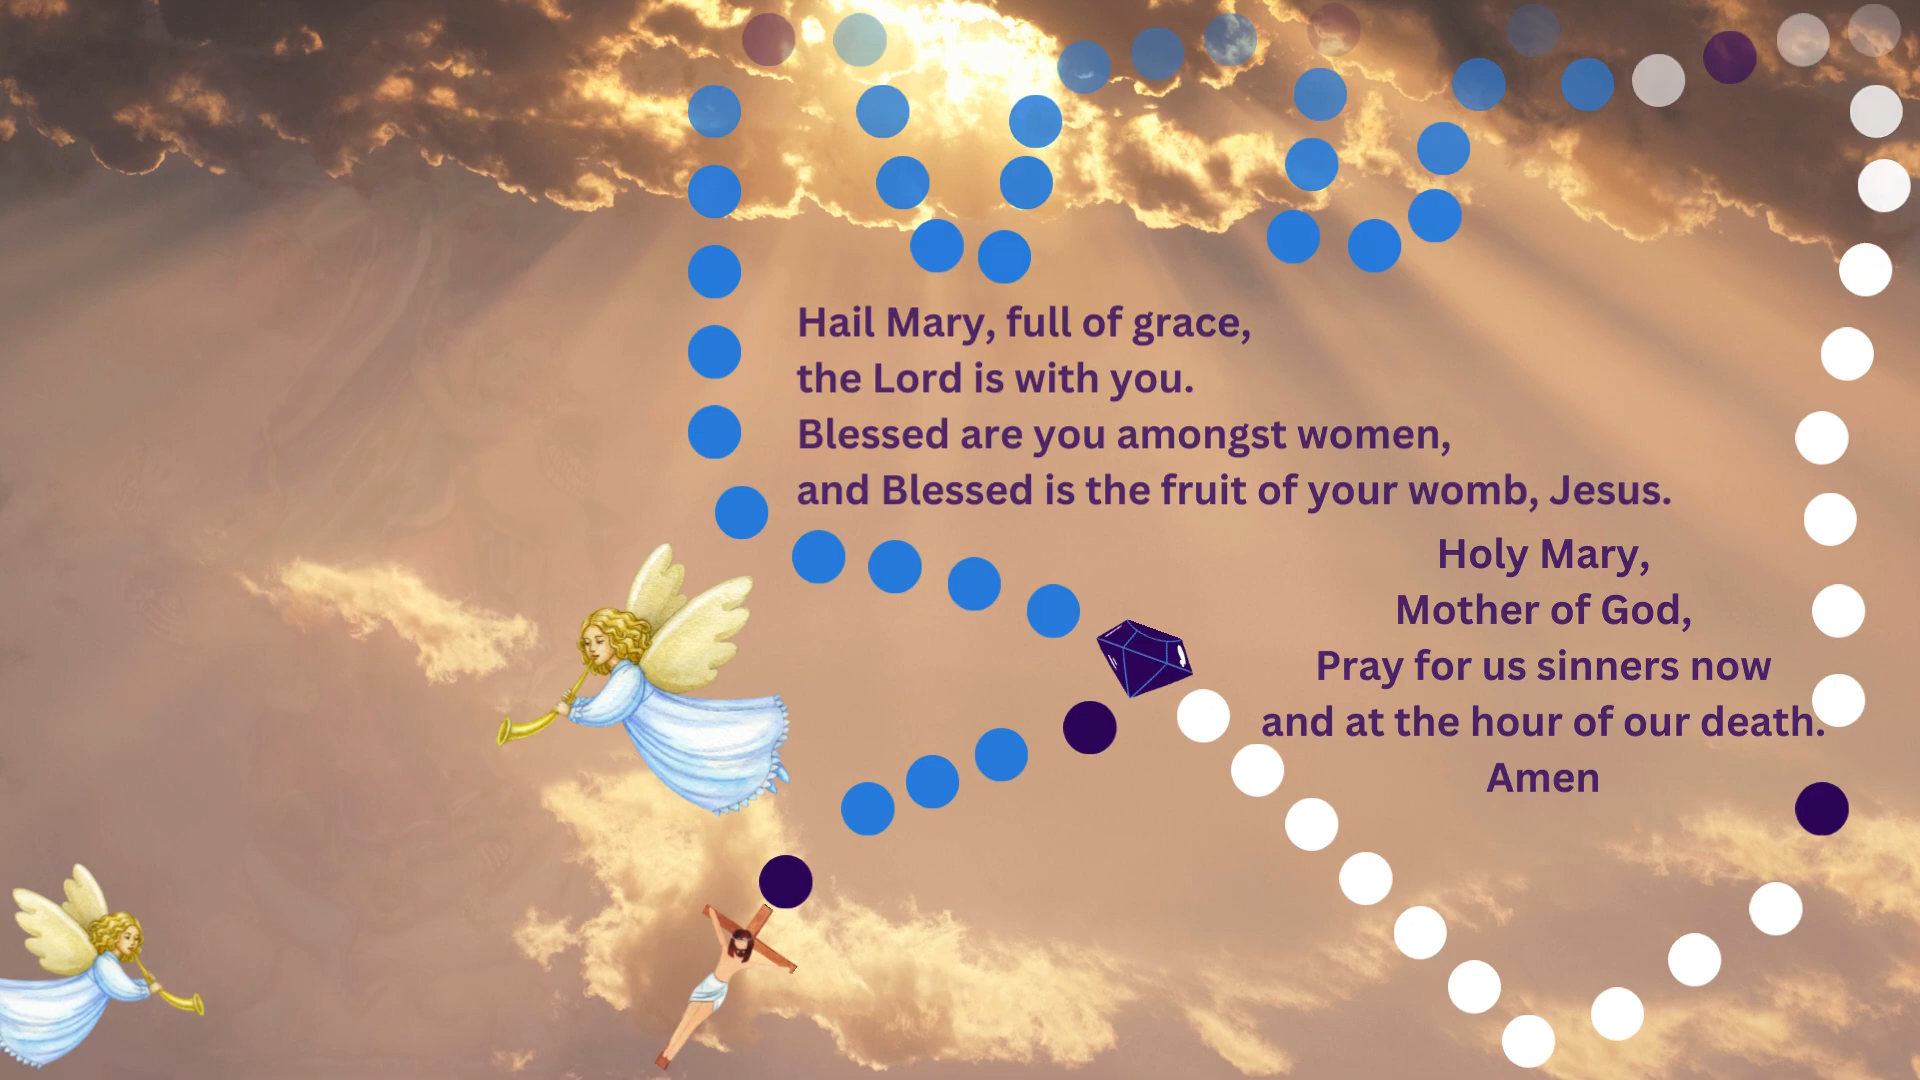 Hail Mary, full of grace,
the Lord is with you.
Blessed are you amongst women,
and Blessed is the fruit of your womb, Jesus.
Holy Mary,
Mother of God,
Pray for us sinners now
and at the hour of our death.
Amen